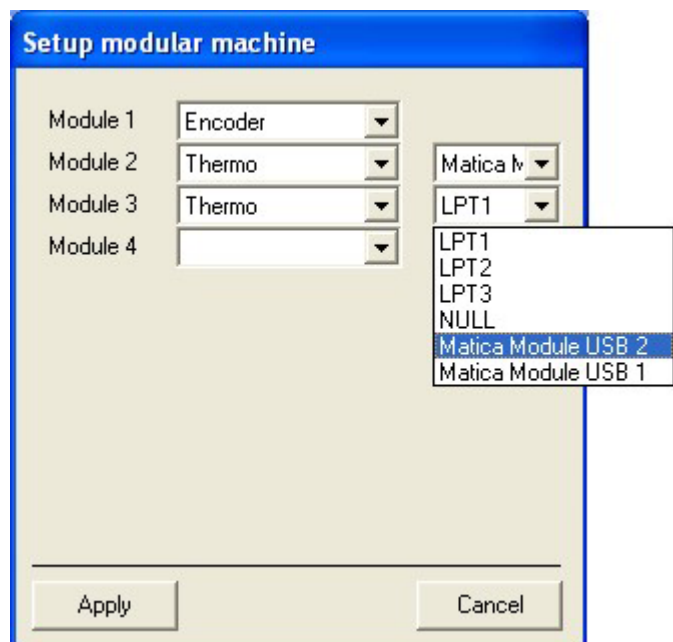 Setup modular machine
Module 1 Encoder
Module 2 Thermo Matica M
Module 3 Thermo LPT1
Module 4
LPT1
LPT2
LPT3
NULL
Matica Module USB 2
Matica Module USB 1
Apply Cancel